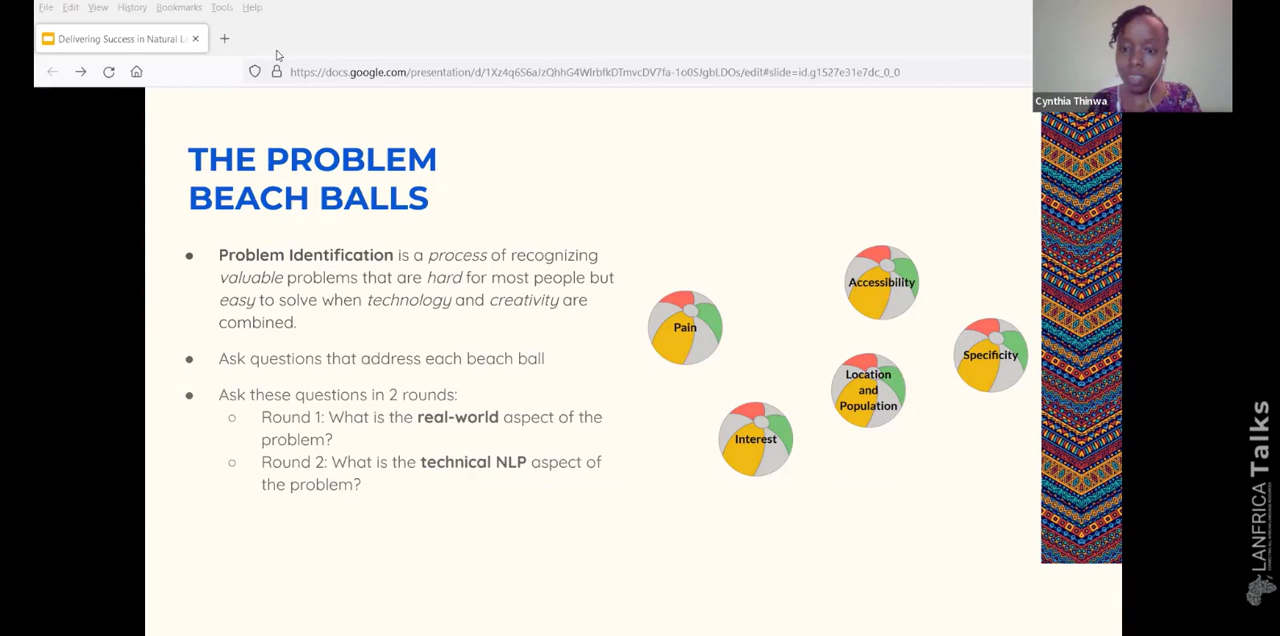 File Edit View History Bookmarks Tools Help
Delivering Success in Natural L
https://docs.google.com/presentation/d/1Xz4q6S6aJzQhhG4WlrbfkDTmvcDV7fa-1o0SJgbLDOs/edit#slide=id.g1527e31e7dc_0_0
Cynthia Thinwa
THE PROBLEM
BEACH BALLS
● Problem Identification is a process of recognizing
valuable problems that are hard for most people but
easy to solve when technology and creativity are
combined.
● Ask questions that address each beach ball
● Ask these questions in 2 rounds:
○ Round 1: What is the real-world aspect of the
problem?
○ Round 2: What is the technical NLP aspect of
the problem?
Pain
Accessibility
Specificity
Location
and
Population
Interest
LANFRICA Talks